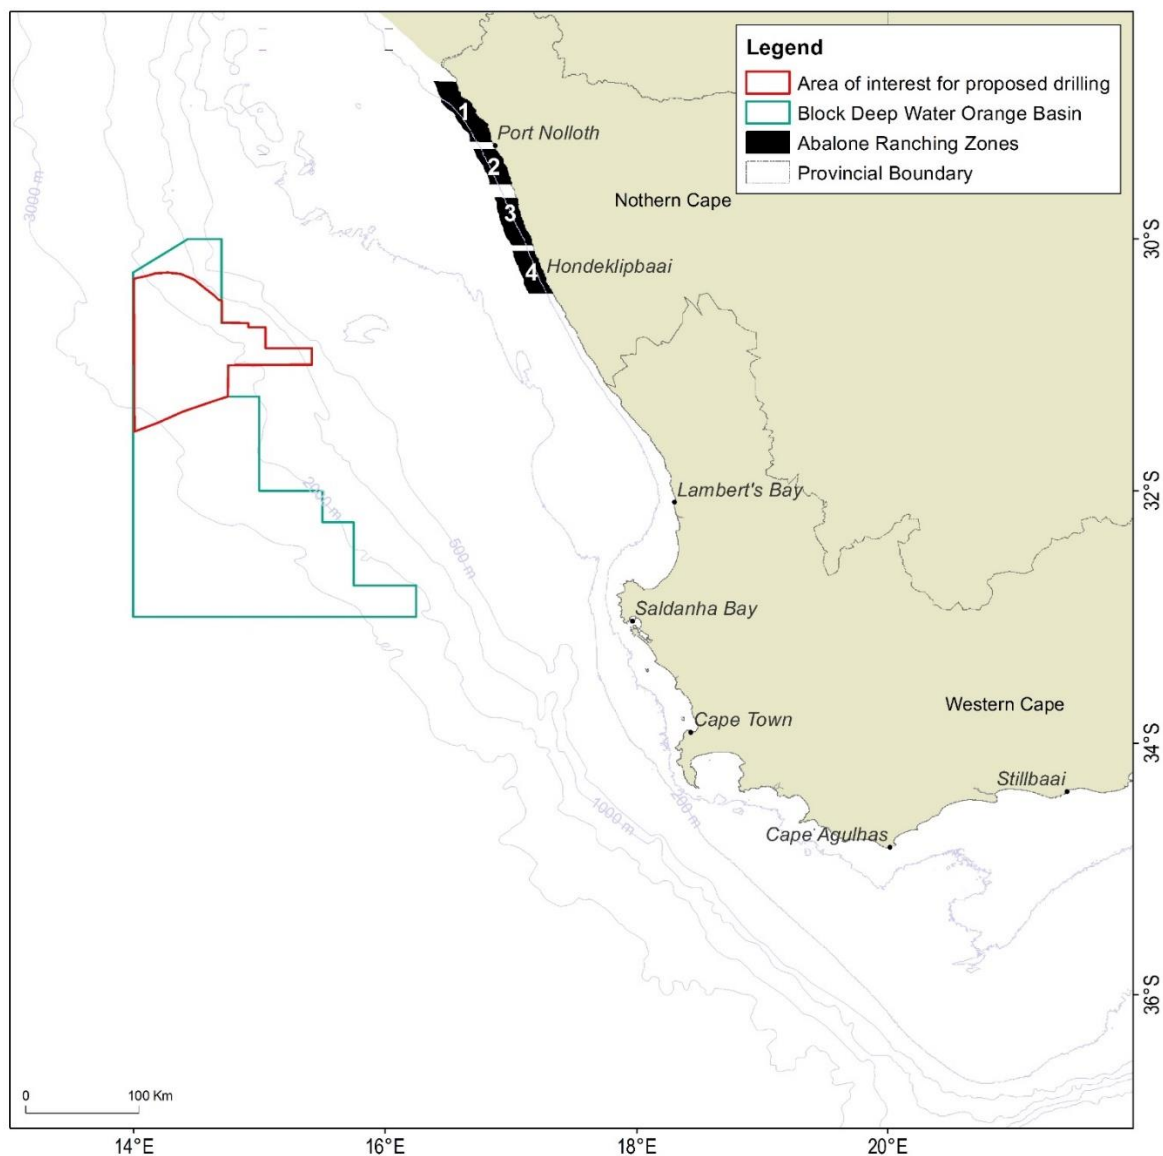 Legend
Area of interest for proposed drilling
Block Deep Water Orange Basin
Abalone Ranching Zones
Provincial Boundary
1
Port Nolloth
2
3000 m
Nothern Cape
3
30°S
4
Hondeklipbaai
Lambert's Bay
32°S
2000 m
500 m
Saldanha Bay
Western Cape
Cape Town
34°S
Stillbaai
200 m
1000 m
Cape Agulhas
36°S
0 100 Km
14°E 16°E 18°E 20°E